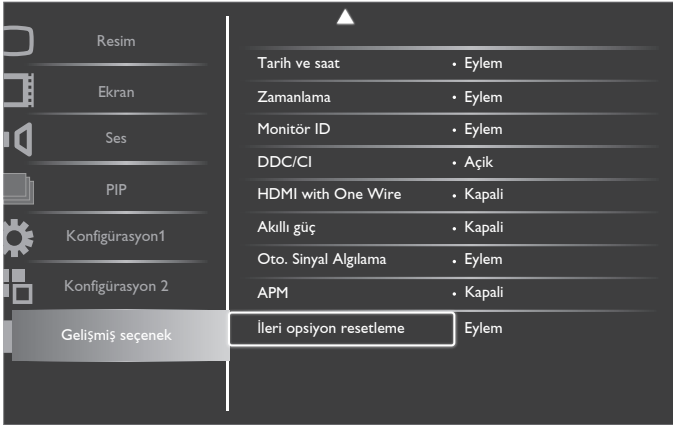 Resim
Ekran
Ses
PIP
Konfigürasyon1
Konfigürasyon 2
Gelişmiş seçenek
Tarih ve saat • Eylem
Zamanlama • Eylem
Monitör ID • Eylem
DDC/CI • Açik
HDMI with One Wire • Kapali
Akıllı güç • Kapali
Oto. Sinyal Algılama • Eylem
APM • Kapali
İleri opsiyon resetleme Eylem